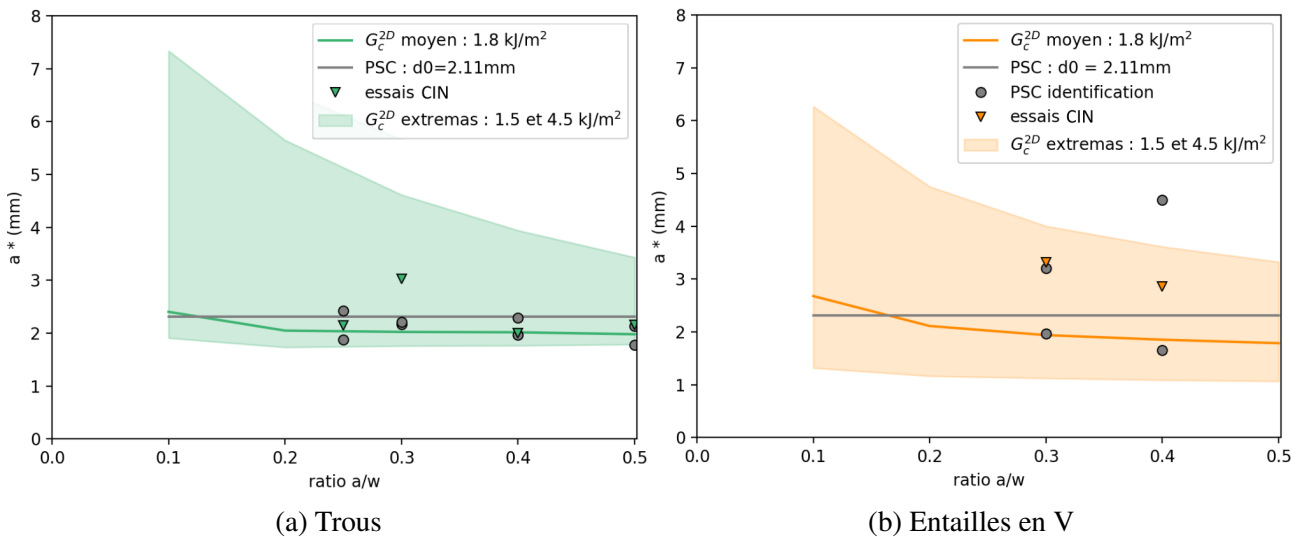 8
7
6
5
4
3
2
1
0
a * (mm)
0.0 0.1 0.2 0.3 0.4 0.5
ratio a/w
$G_c^{2D}$ moyen : 1.8 kJ/m²
PSC : d0=2.11mm
essais CIN
$G_c^{2D}$ extremas : 1.5 et 4.5 kJ/m²
(a) Trous
8
7
6
5
4
3
2
1
0
a * (mm)
0.0 0.1 0.2 0.3 0.4 0.5
ratio a/w
$G_c^{2D}$ moyen : 1.8 kJ/m²
PSC : d0 = 2.11mm
PSC identification
essais CIN
$G_c^{2D}$ extremas : 1.5 et 4.5 kJ/m²
(b) Entailles en V